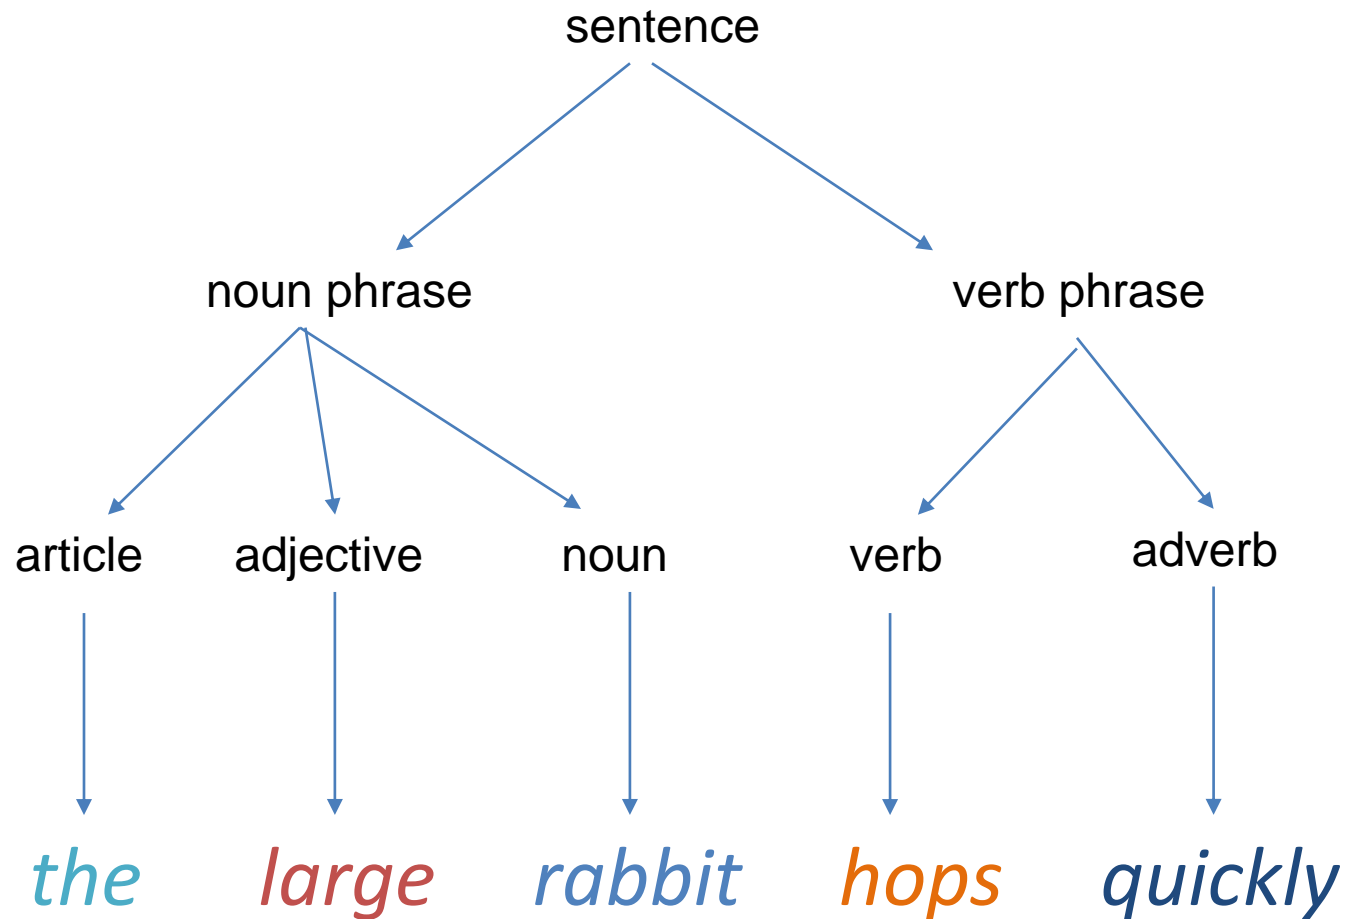 sentence
noun phrase verb phrase
article adjective noun verb adverb
the large rabbit hops quickly